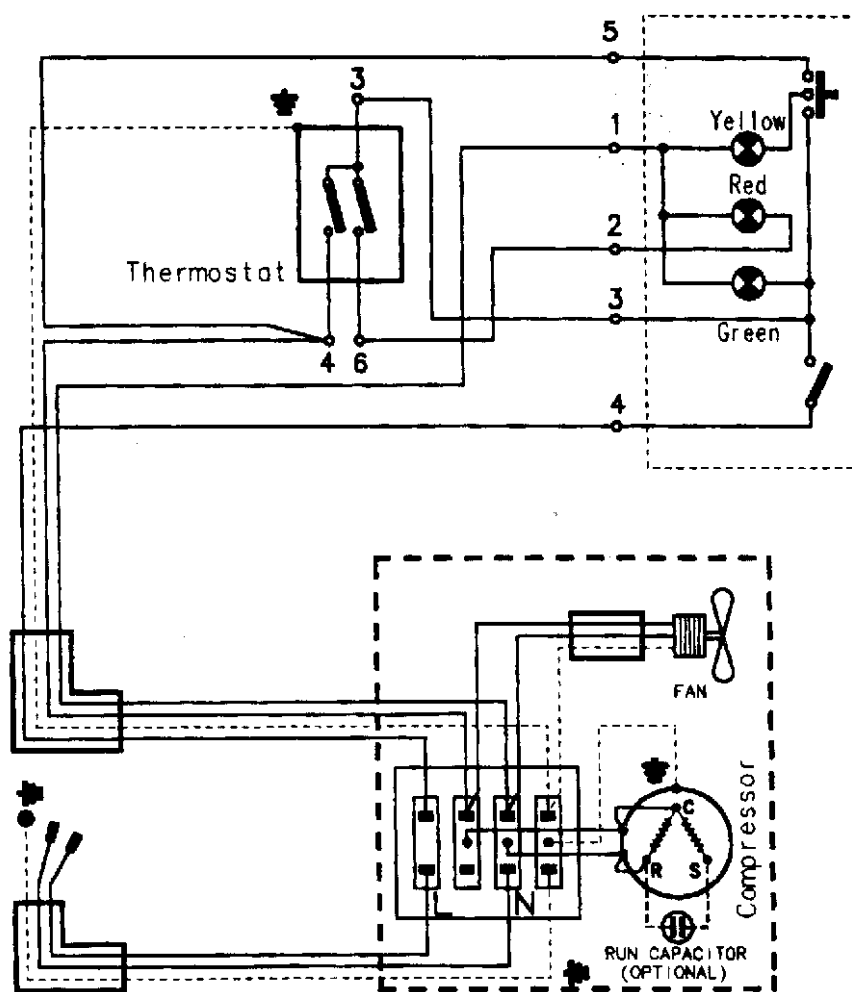 5
3
1
Yellow
Red
2
Thermostat
3
Green
4 6
4
FAN
C
R S
Compressor
L N
RUN CAPACITOR
(OPTIONAL)